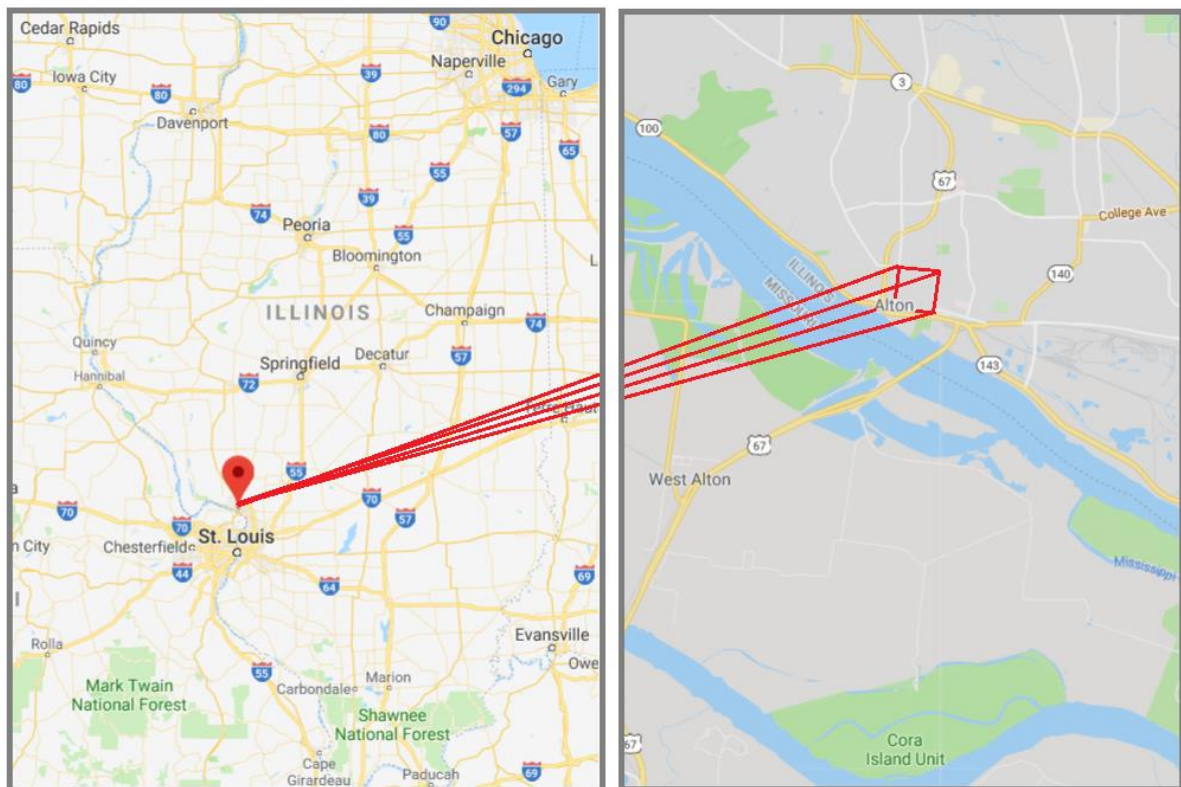 Cedar Rapids
90
Chicago
Naperville
39
Iowa City
80
80
294
Gary
Davenport
80
57
65
55
39
74
Peoria
55
Bloomington
ILLINOIS
L
Champaign
74
Quincy
Decatur
57
Springfield
Hannibal
72
Terre Haut
55
70
70
70
57
n City
Chesterfield
St. Louis
44
64
69
Evansville
Rolla
Owe
55
Mark Twain
National Forest
Carbondale
Marion
Shawnee
National Forest
Cape
Girardeau
Paducah
69
3
100
67
College Ave
140
ILLINOIS
MISSOURI
Alton
143
67
West Alton
Mississippi
67
Cora
Island Unit